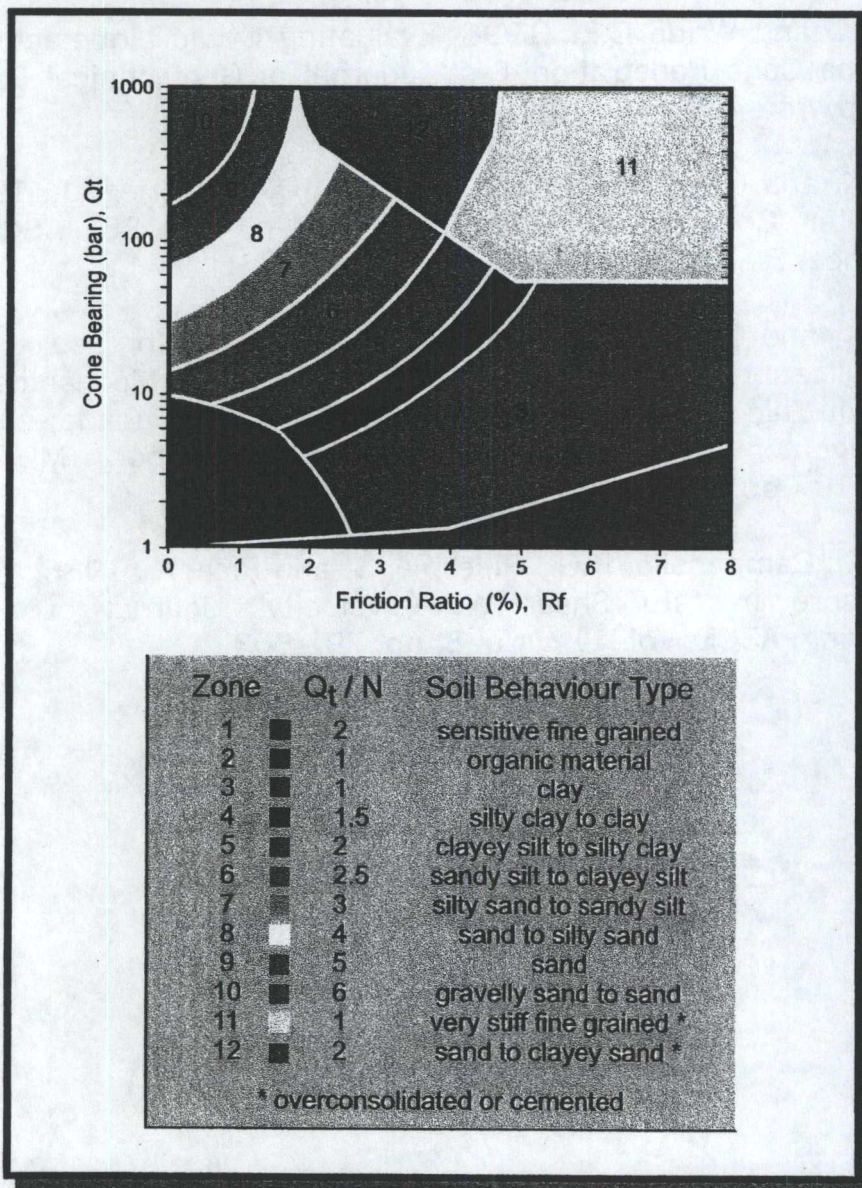 1000
10
12
11
Cone Bearing (bar), Qt
100
8
7
6
10
3
1
0 1 2 3 4 5 6 7 8
Friction Ratio (%), Rf
Zone Qt / N Soil Behaviour Type
1 2 sensitive fine grained
2 1 organic material
3 1 clay
4 1.5 silty clay to clay
5 2 clayey silt to silty clay
6 2.5 sandy silt to clayey silt
7 3 silty sand to sandy silt
8 4 sand to silty sand
9 5 sand
10 6 gravelly sand to sand
11 1 very stiff fine grained *
12 2 sand to clayey sand *
* overconsolidated or cemented